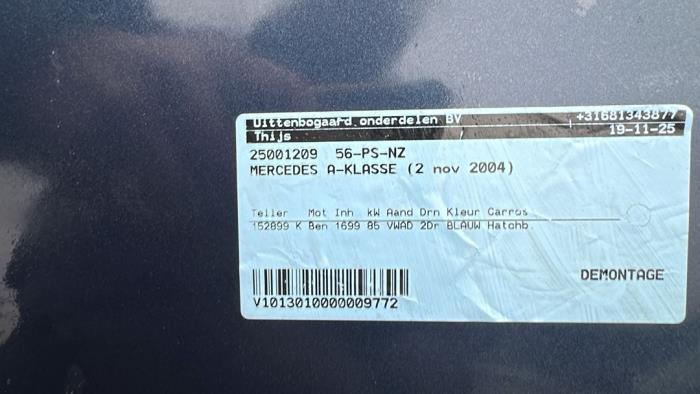 Uittenbogaard onderdelen BV +31681343877
Thijs 19-11-25
25001209 56-PS-NZ
MERCEDES A-KLASSE (2 nov 2004)
Teller Mot Inh kW Aand Drn Kleur Carros
152899 K Ben 1699 85 VWAD 2Dr BLAUW Hatchb.
DEMONTAGE
V1013010000009772